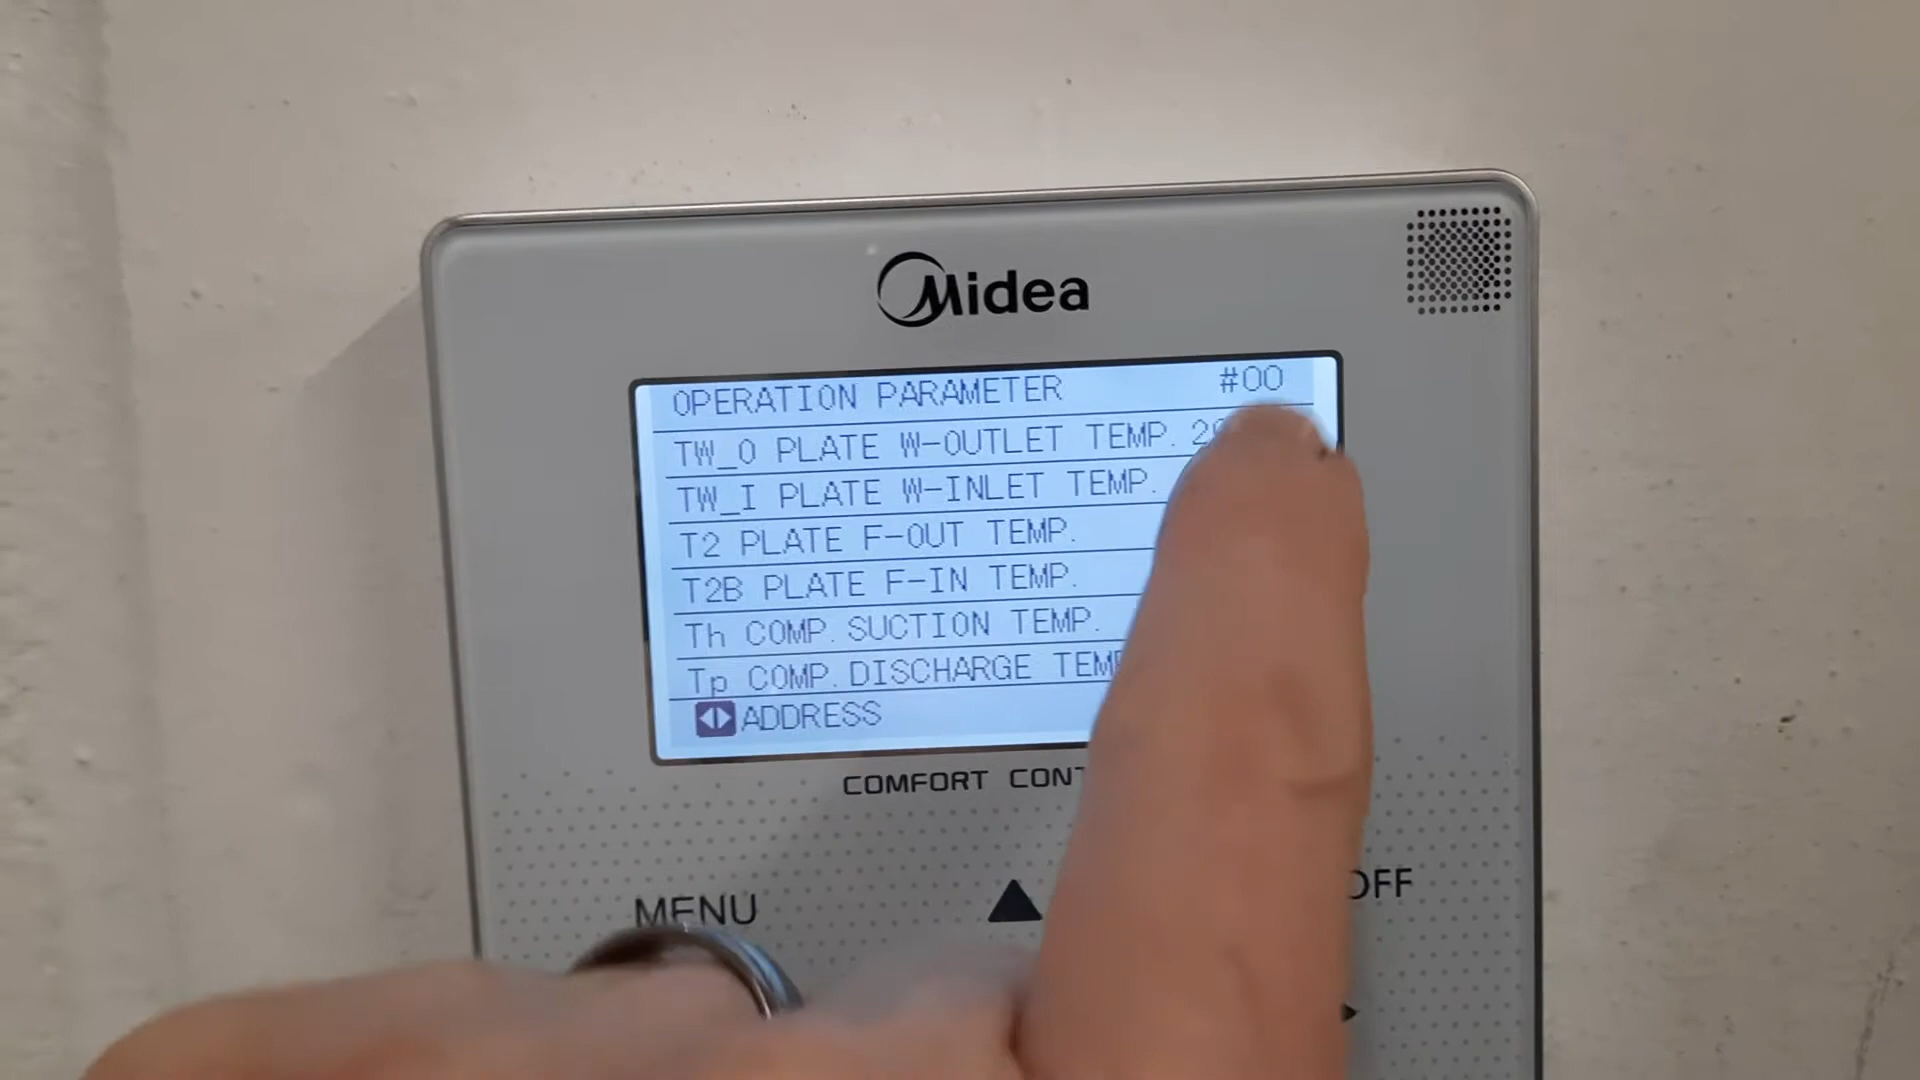 Midea
OPERATION PARAMETER #00
TW_O PLATE W-OUTLET TEMP.
TW_I PLATE W-INLET TEMP.
T2 PLATE F-OUT TEMP.
T2B PLATE F-IN TEMP.
Th COMP. SUCTION TEMP.
Tp COMP. DISCHARGE
ADDRESS
COMFORT
MENU